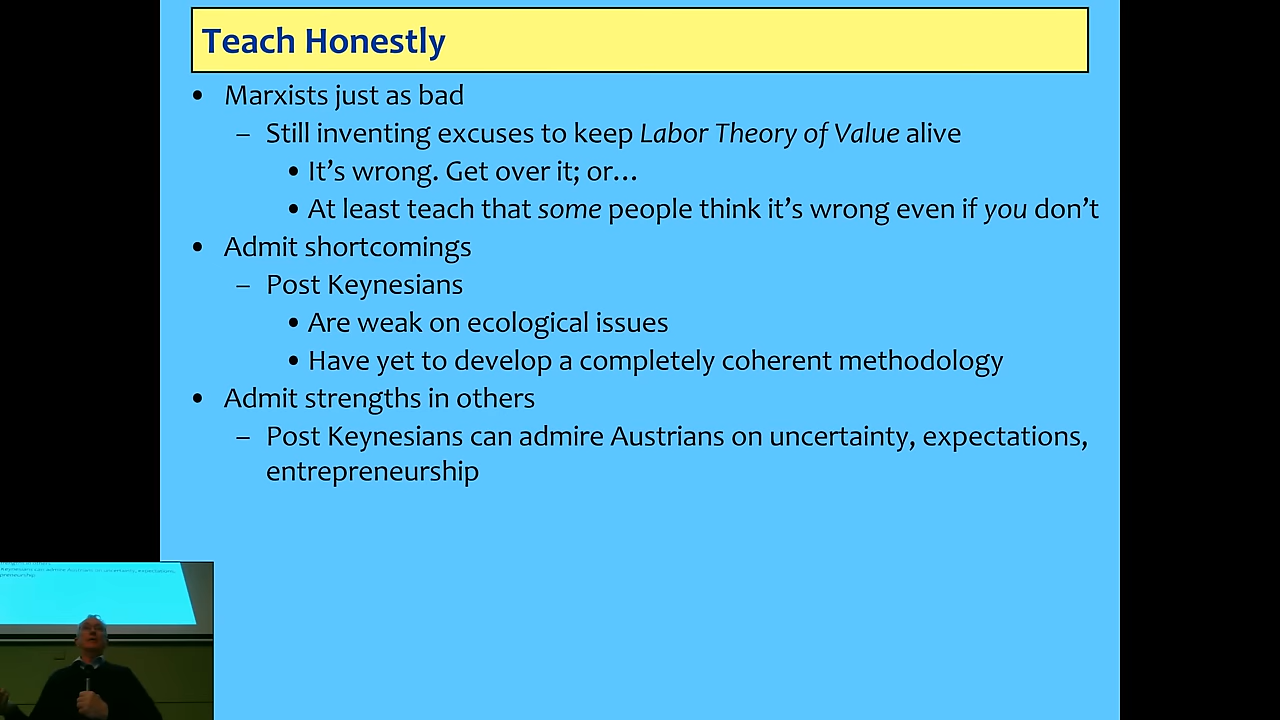 Teach Honestly
• Marxists just as bad
– Still inventing excuses to keep Labor Theory of Value alive
• It's wrong. Get over it; or…
• At least teach that some people think it's wrong even if you don't
• Admit shortcomings
– Post Keynesians
• Are weak on ecological issues
• Have yet to develop a completely coherent methodology
• Admit strengths in others
– Post Keynesians can admire Austrians on uncertainty, expectations,
entrepreneurship